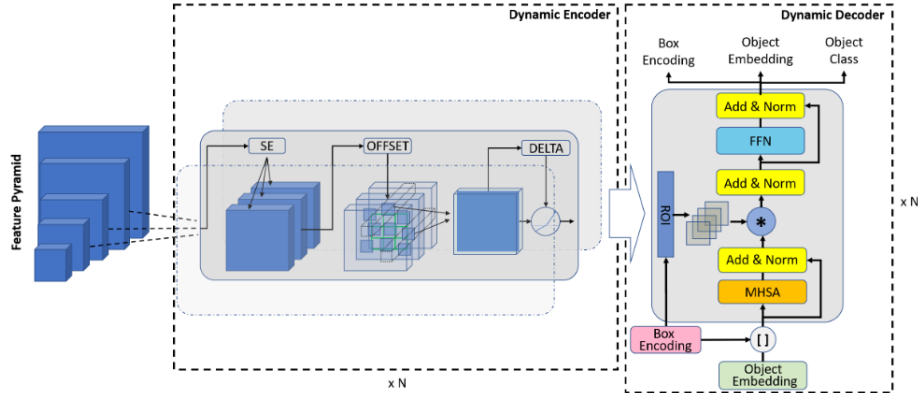 Dynamic Encoder
Dynamic Decoder
Feature Pyramid
SE
OFFSET
DELTA
x N
Box
Encoding
Object
Embedding
Object
Class
Add & Norm
FFN
Add & Norm
ROI
*
Add & Norm
MHSA
Box
Encoding
[ ]
Object
Embedding
x N